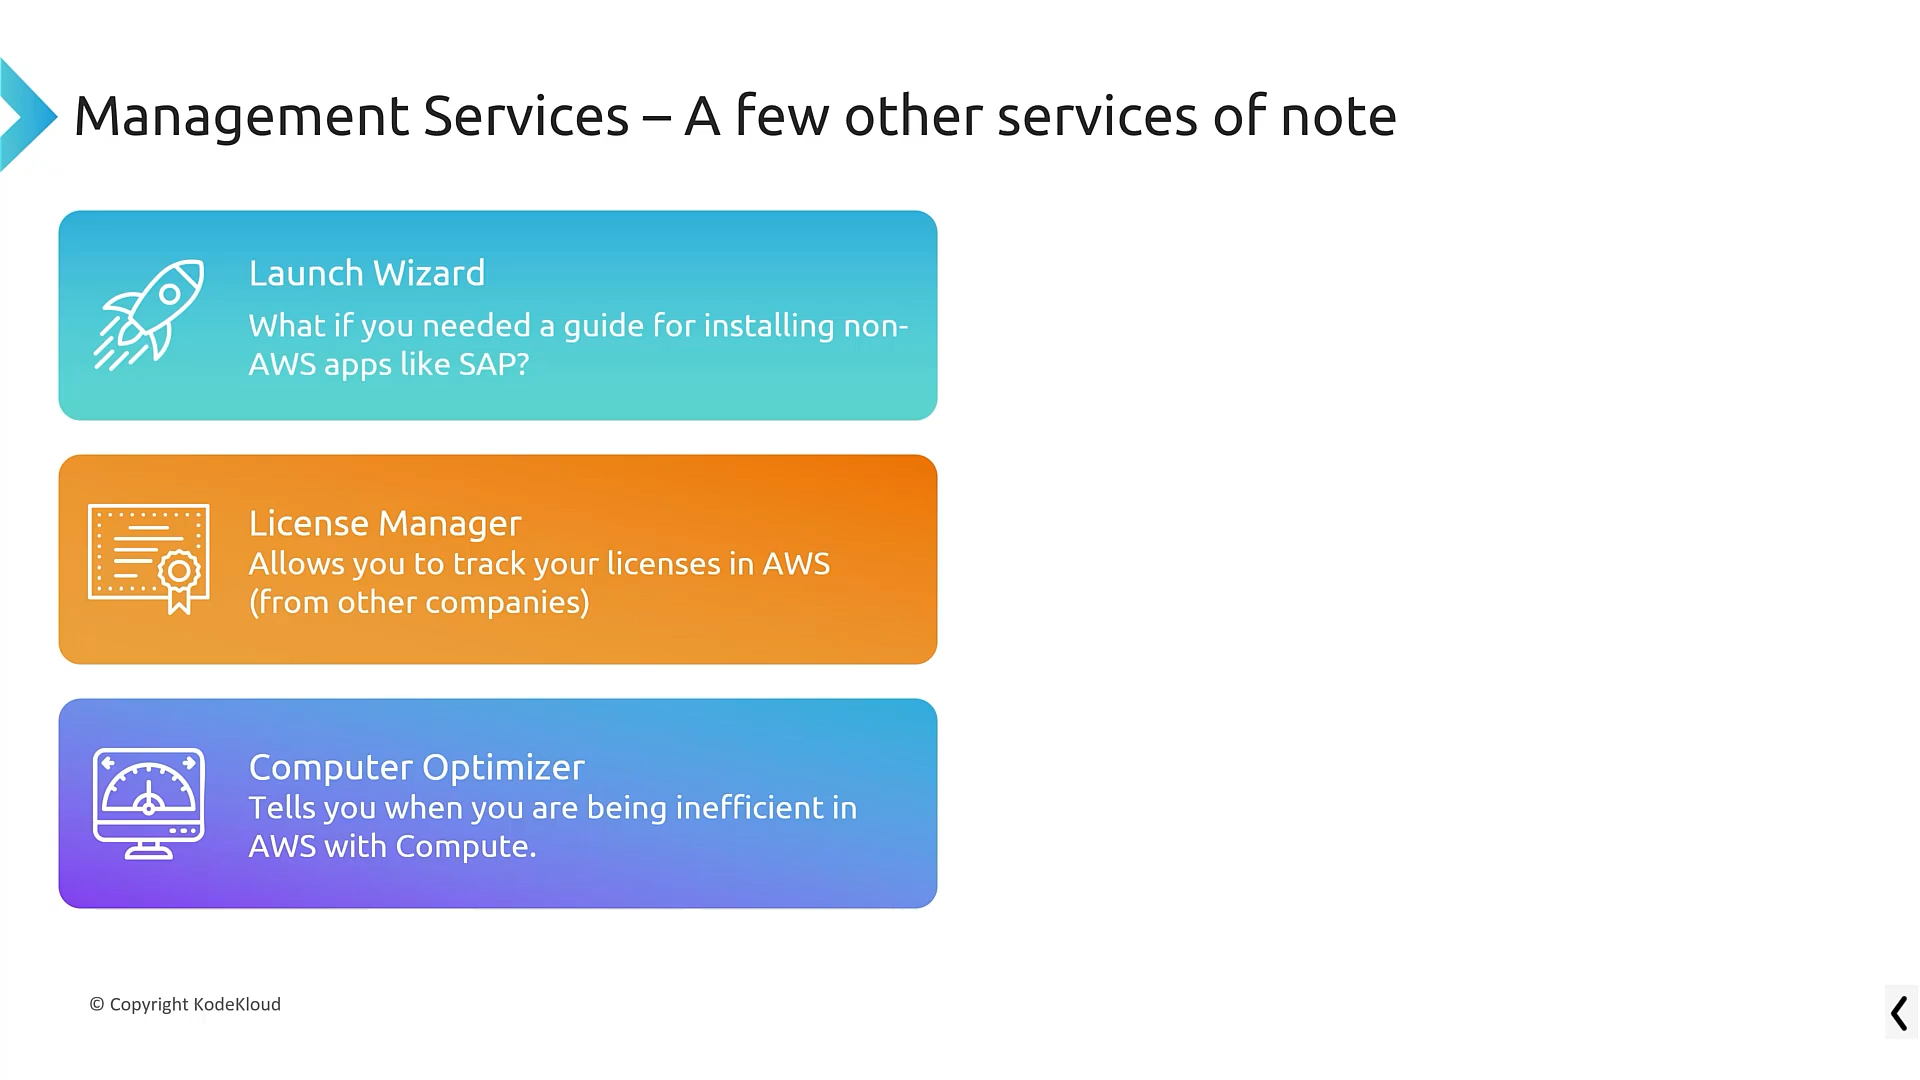 Management Services – A few other services of note
Launch Wizard
What if you needed a guide for installing non-
AWS apps like SAP?
License Manager
Allows you to track your licenses in AWS
(from other companies)
Computer Optimizer
Tells you when you are being inefficient in
AWS with Compute.
© Copyright KodeKloud